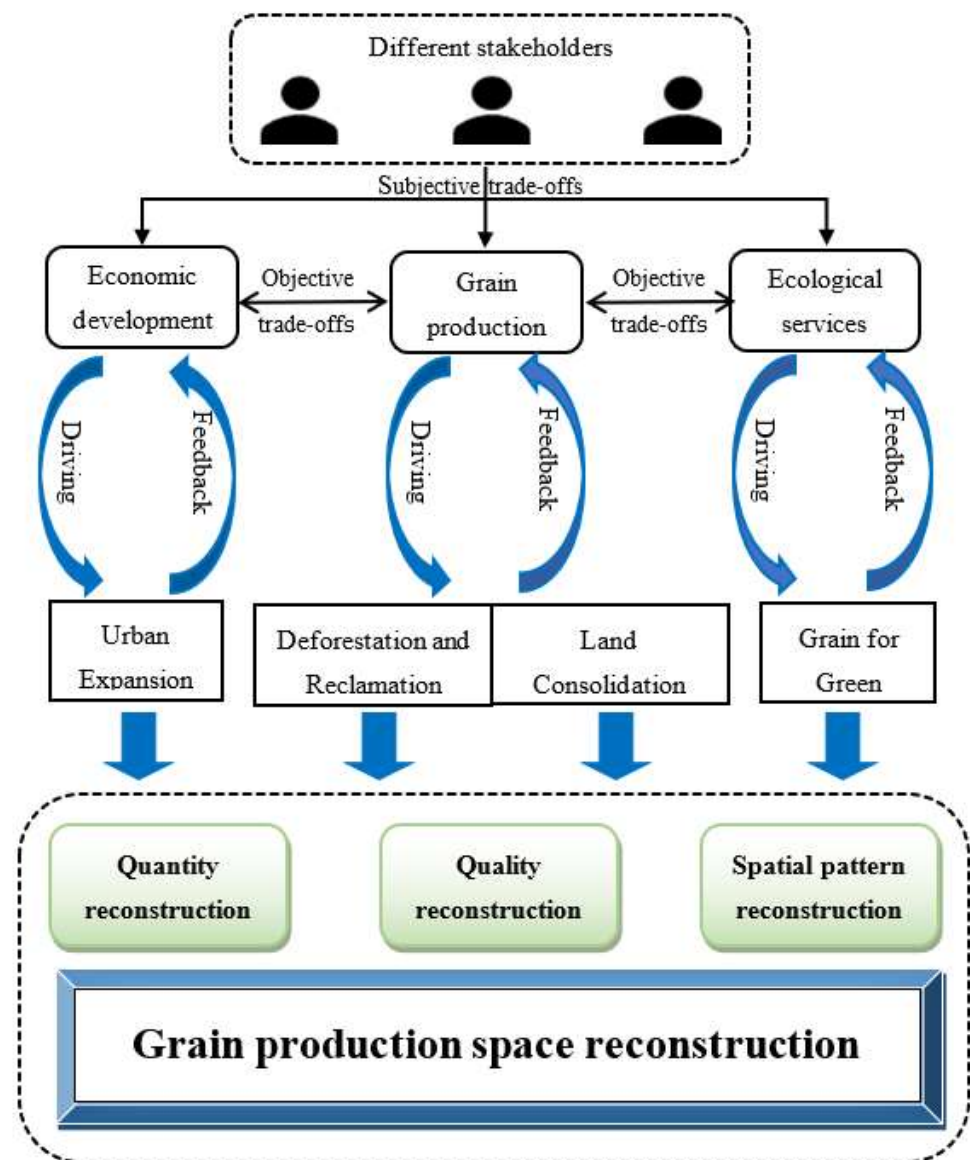 Different stakeholders
Subjective trade-offs
Economic
development
Objective
trade-offs
Grain
production
Objective
trade-offs
Ecological
services
Driving
Feedback
Driving
Feedback
Driving
Feedback
Urban
Expansion
Deforestation and
Reclamation
Land
Consolidation
Grain for
Green
Quantity
reconstruction
Quality
reconstruction
Spatial pattern
reconstruction
Grain production space reconstruction